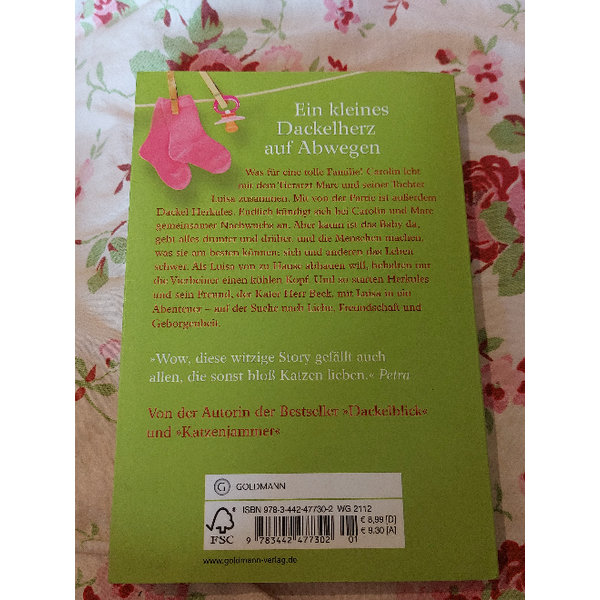 Ein kleines
Dackelherz
auf Abwegen
Was für eine tolle Familie! Carolin lebt
mit dem Tierarzt Marc und seiner Tochter
Luisa zusammen. Mit von der Partie ist außerdem
Dackel Herkules. Endlich kündigt sich bei Carolin und Marc
gemeinsamer Nachwuchs an. Aber kaum ist das Baby da,
geht alles drunter und drüber, und die Menschen machen,
was sie am besten können: sich und anderen das Leben
schwer. Als Luisa von zu Hause abhauen will, behalten nur
die Vierbeiner einen kühlen Kopf. Und so starten Herkules
und sein Freund, der Kater Herr Beck, mit Luisa in ein
Abenteuer – auf der Suche nach Liebe, Freundschaft und
Geborgenheit.
»Wow, diese witzige Story gefällt auch
allen, die sonst bloß Katzen lieben.« Petra
Von der Autorin der Bestseller »Dackelblick«
und »Katzenjammer«
G GOLDMANN
ISBN 978-3-442-47730-2 WG 2112
€ 8,99 [D]
€ 9,30 [A]
FSC
9 783442 477302 01
www.goldmann-verlag.de